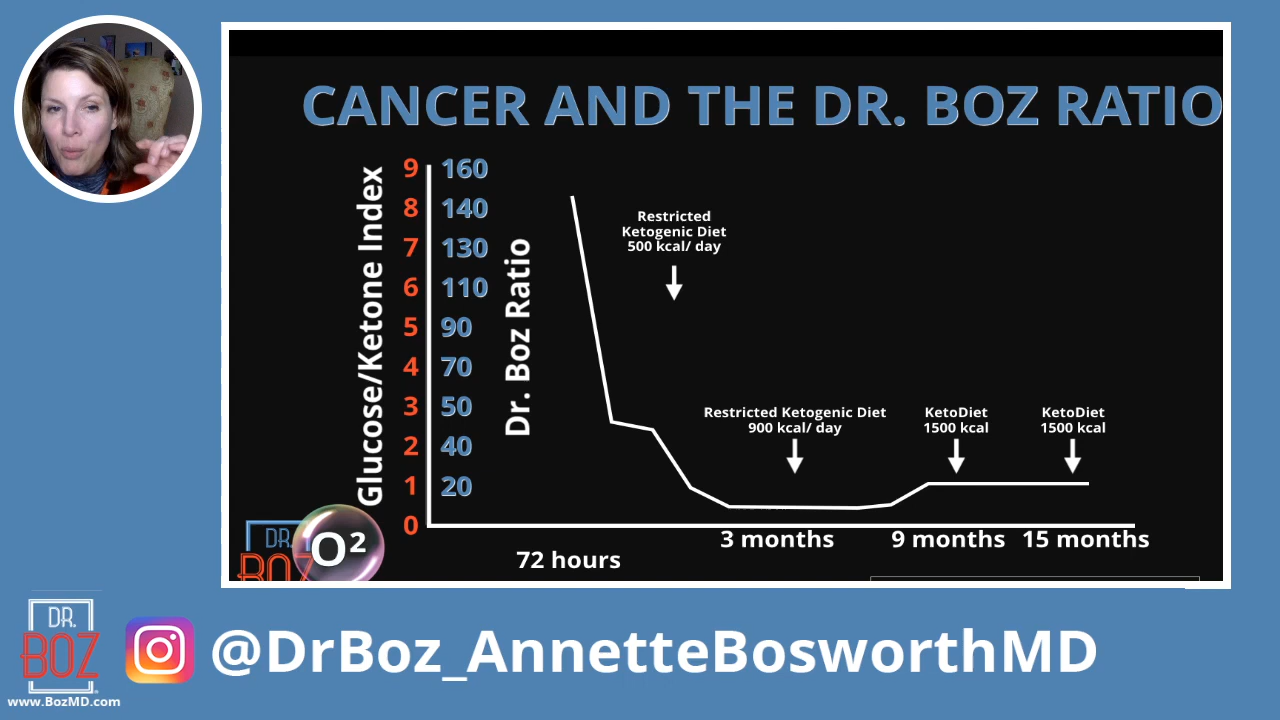 CANCER AND THE DR. BOZ RATIO
Glucose/Ketone Index
9
8
7
6
5
4
3
2
1
0
160
140
130
110
90
70
50
40
20
Dr. Boz Ratio
Restricted
Ketogenic Diet
500 kcal/ day
Restricted Ketogenic Diet
900 kcal/ day
KetoDiet
1500 kcal
KetoDiet
1500 kcal
72 hours
3 months
9 months
15 months
DR.
BOZ
O²
DR.
BOZ
www.BozMD.com
@DrBoz_AnnetteBosworthMD